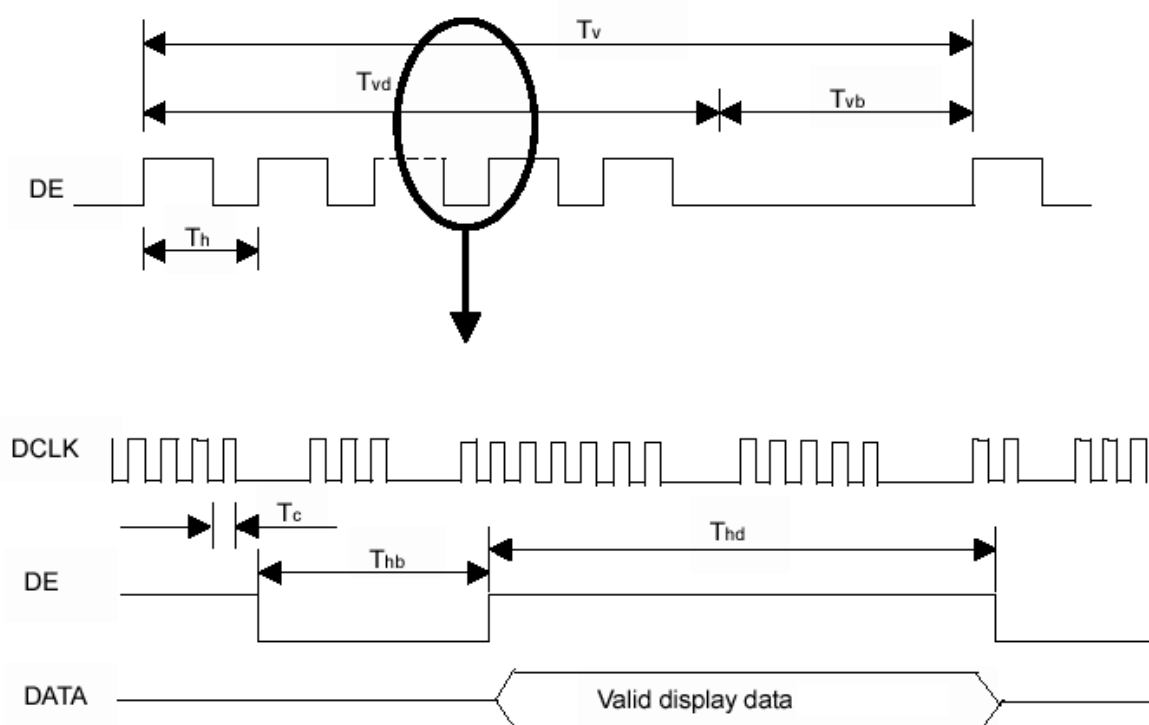 Tv
Tvd
Tvb
DE
Th
DCLK
Tc
Thd
Thb
DE
DATA
Valid display data